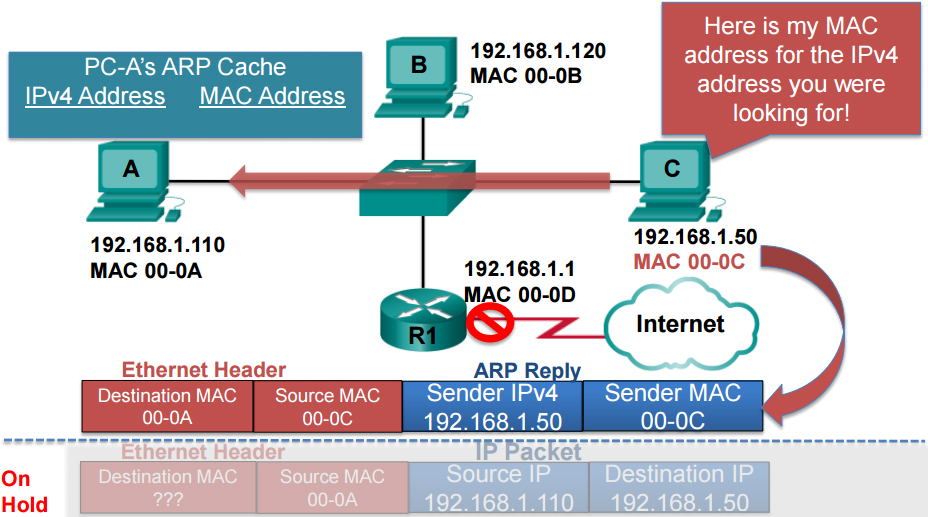 PC-A's ARP Cache
IPv4 Address MAC Address
B
192.168.1.120
MAC 00-0B
Here is my MAC
address for the IPv4
address you were
looking for!
A
192.168.1.110
MAC 00-0A
C
192.168.1.50
MAC 00-0C
192.168.1.1
MAC 00-0D
R1
Internet
Ethernet Header
ARP Reply
Destination MAC
00-0A
Source MAC
00-0C
Sender IPv4
192.168.1.50
Sender MAC
00-0C
On
Hold
Ethernet Header
IP Packet
Destination MAC
???
Source MAC
00-0A
Source IP
192.168.1.110
Destination IP
192.168.1.50